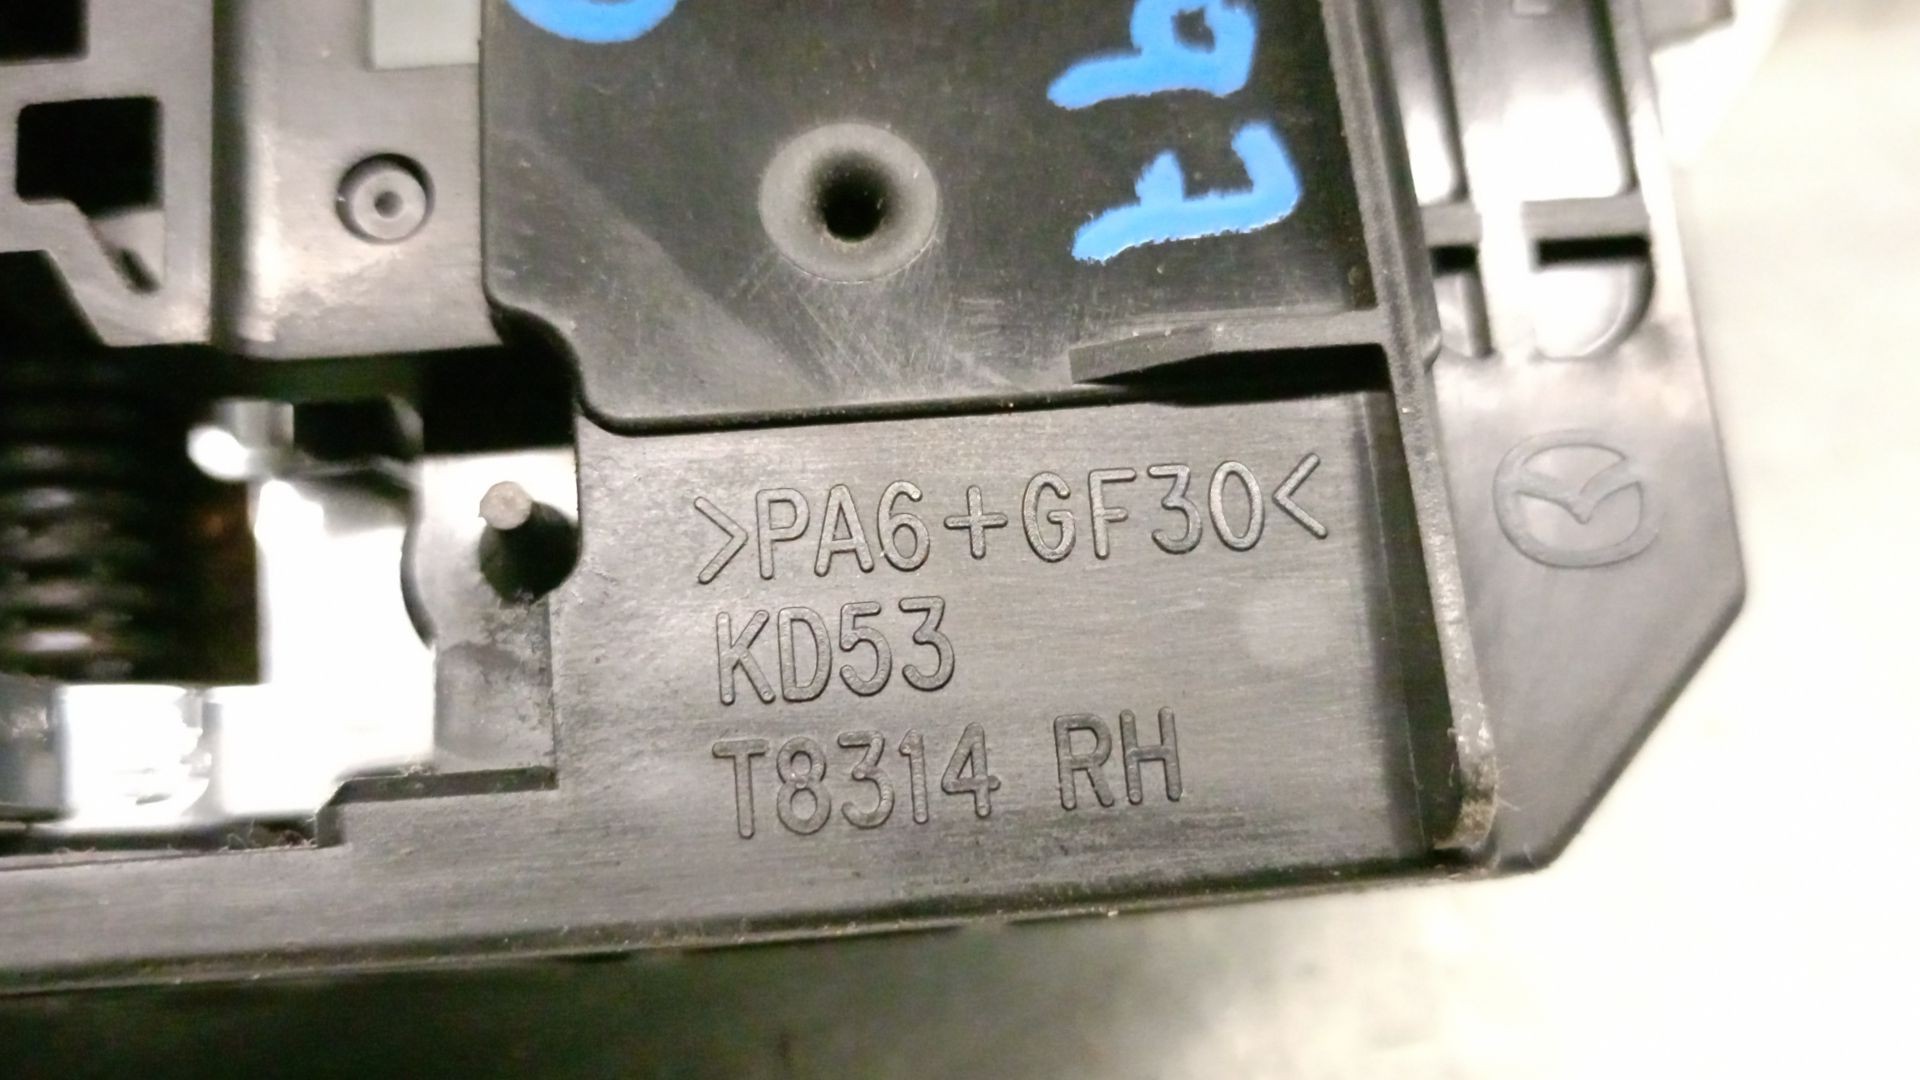 >PA6+GF30<
KD53
T8314 RH